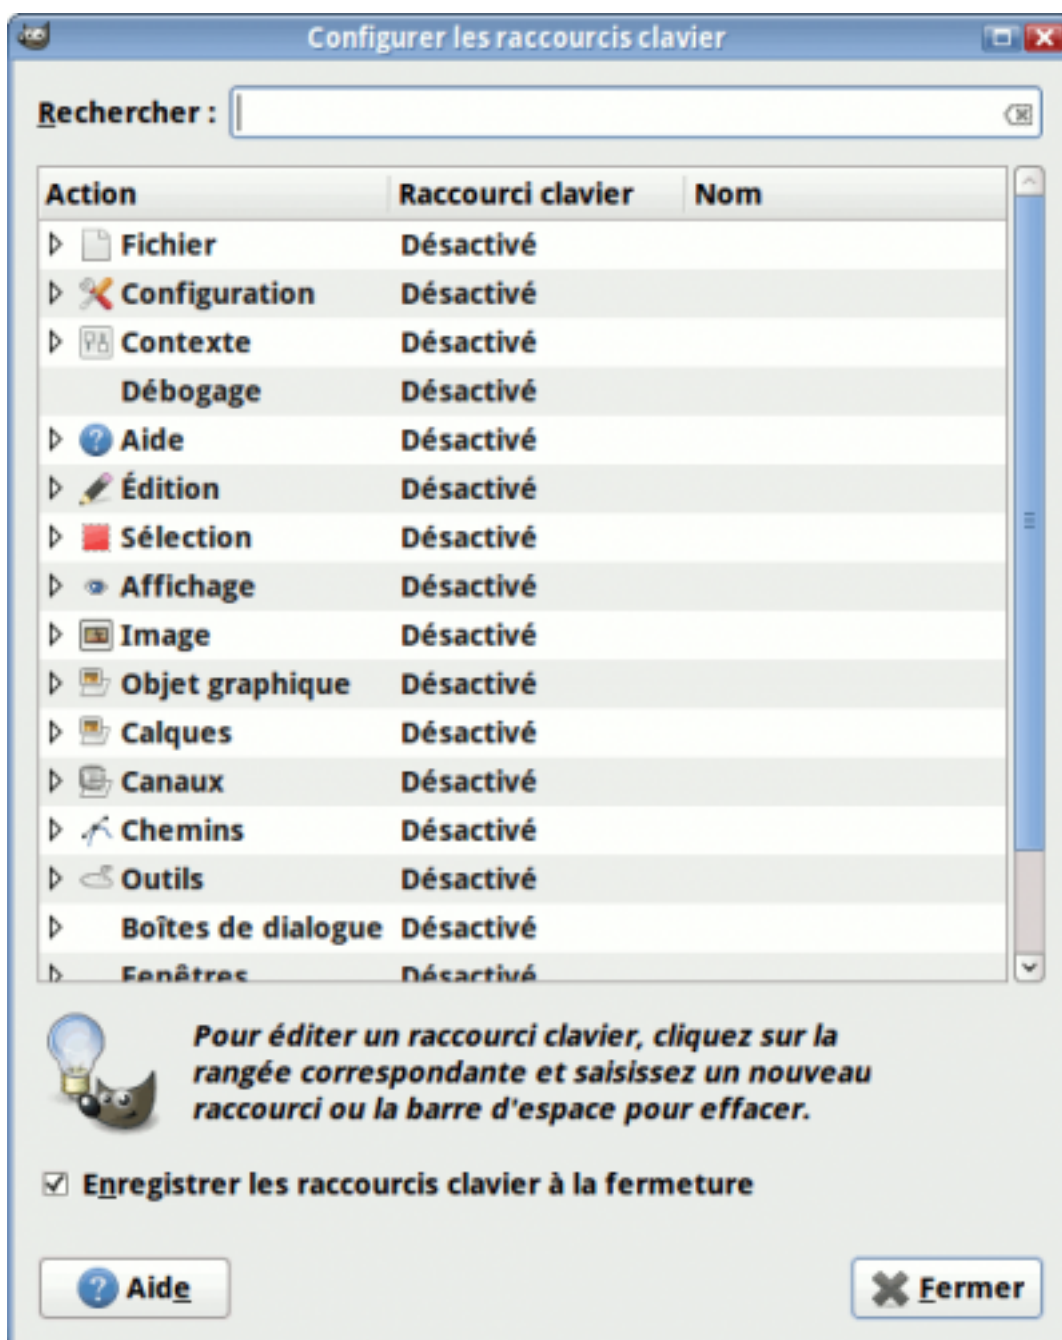 Configurer les raccourcis clavier
Rechercher :
Action Raccourci clavier Nom
Fichier Désactivé
Configuration Désactivé
Contexte Désactivé
Débogage Désactivé
Aide Désactivé
Édition Désactivé
Sélection Désactivé
Affichage Désactivé
Image Désactivé
Objet graphique Désactivé
Calques Désactivé
Canaux Désactivé
Chemins Désactivé
Outils Désactivé
Boîtes de dialogue Désactivé
Fenêtres Désactivé
Pour éditer un raccourci clavier, cliquez sur la
rangée correspondante et saisissez un nouveau
raccourci ou la barre d'espace pour effacer.
Enregistrer les raccourcis clavier à la fermeture
Aide Fermer